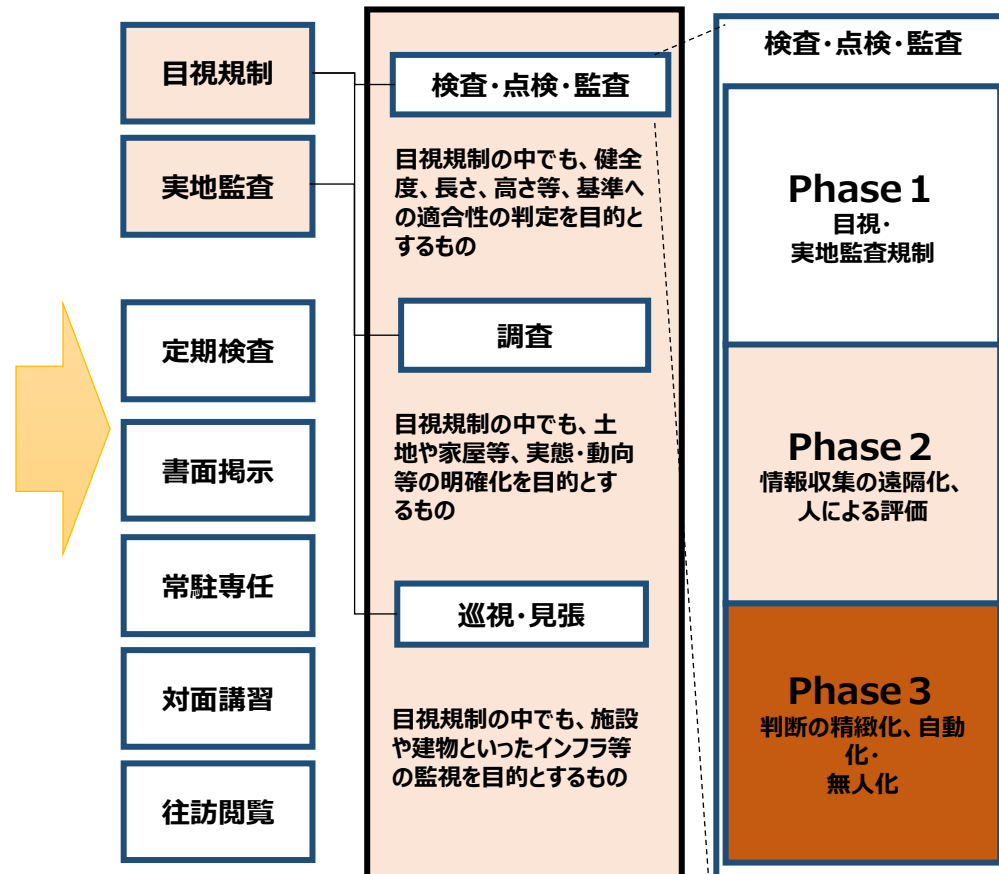 目視規制
実地監査
定期検査
書面掲示
常駐専任
対面講習
往訪閲覧
検査・点検・監査
目視規制の中でも、健全
度、長さ、高さ等、基準へ
の適合性の判定を目的と
するもの
調査
目視規制の中でも、土
地や家屋等、実態・動向
等の明確化を目的とす
るもの
巡視・見張
目視規制の中でも、施設
や建物といったインフラ等
の監視を目的とするもの
検査・点検・監査
Phase 1
目視・
実地監査規制
Phase 2
情報収集の遠隔化、
人による評価
Phase 3
判断の精緻化、自動
化・
無人化